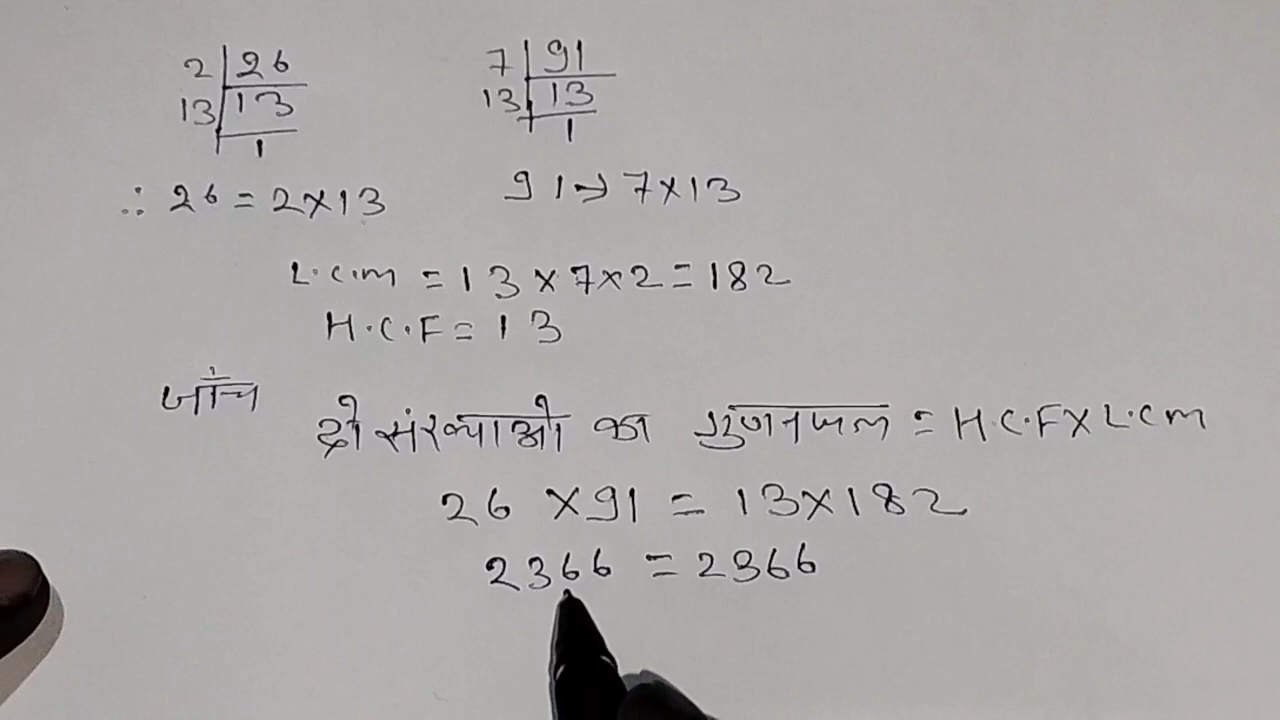 2 | 26 7 | 91
13 | 13 13 | 13
1 1
∴ 26 = 2×13 91 → 7×13
L.C.M = 13 × 7×2 = 182
H.C.F = 13
जाँच
दो संख्याओ का गुणनफल = H.C.F × L.C.M
26 × 91 = 13×182
2366 = 2366